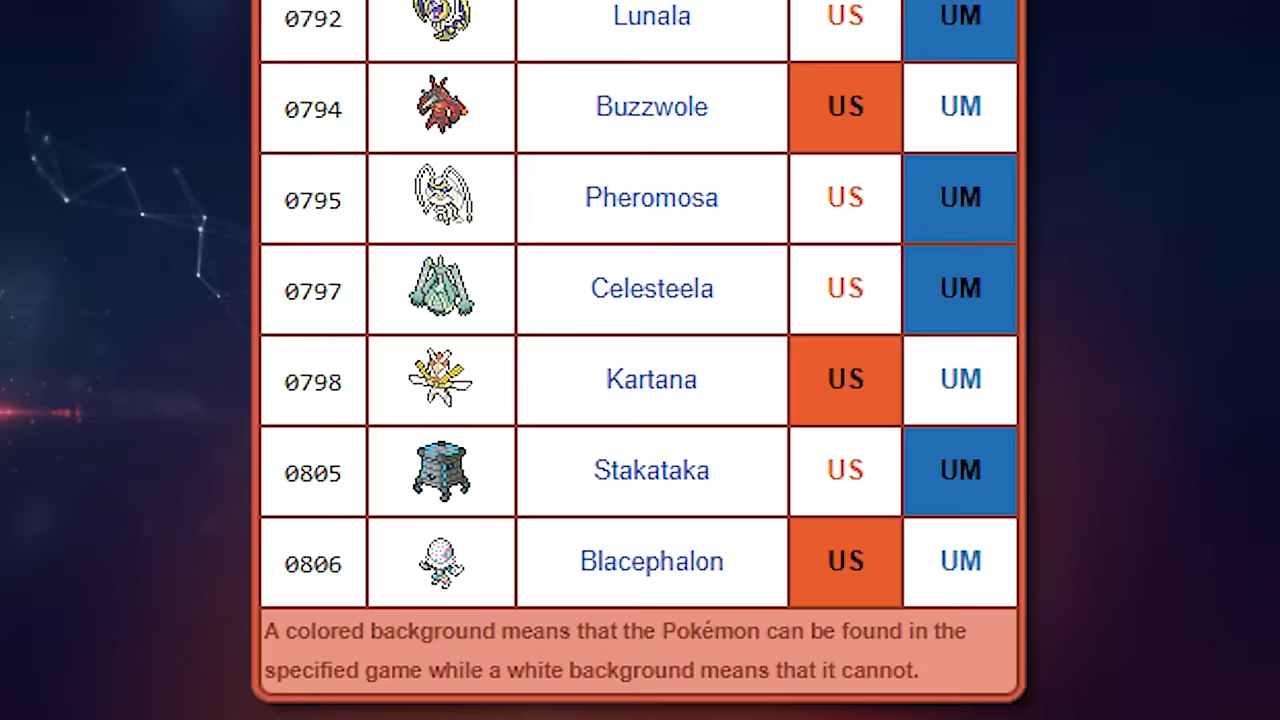 0792 Lunala US UM
0794 Buzzwole US UM
0795 Pheromosa US UM
0797 Celesteela US UM
0798 Kartana US UM
0805 Stakataka US UM
0806 Blacephalon US UM
A colored background means that the Pokémon can be found in the
specified game while a white background means that it cannot.